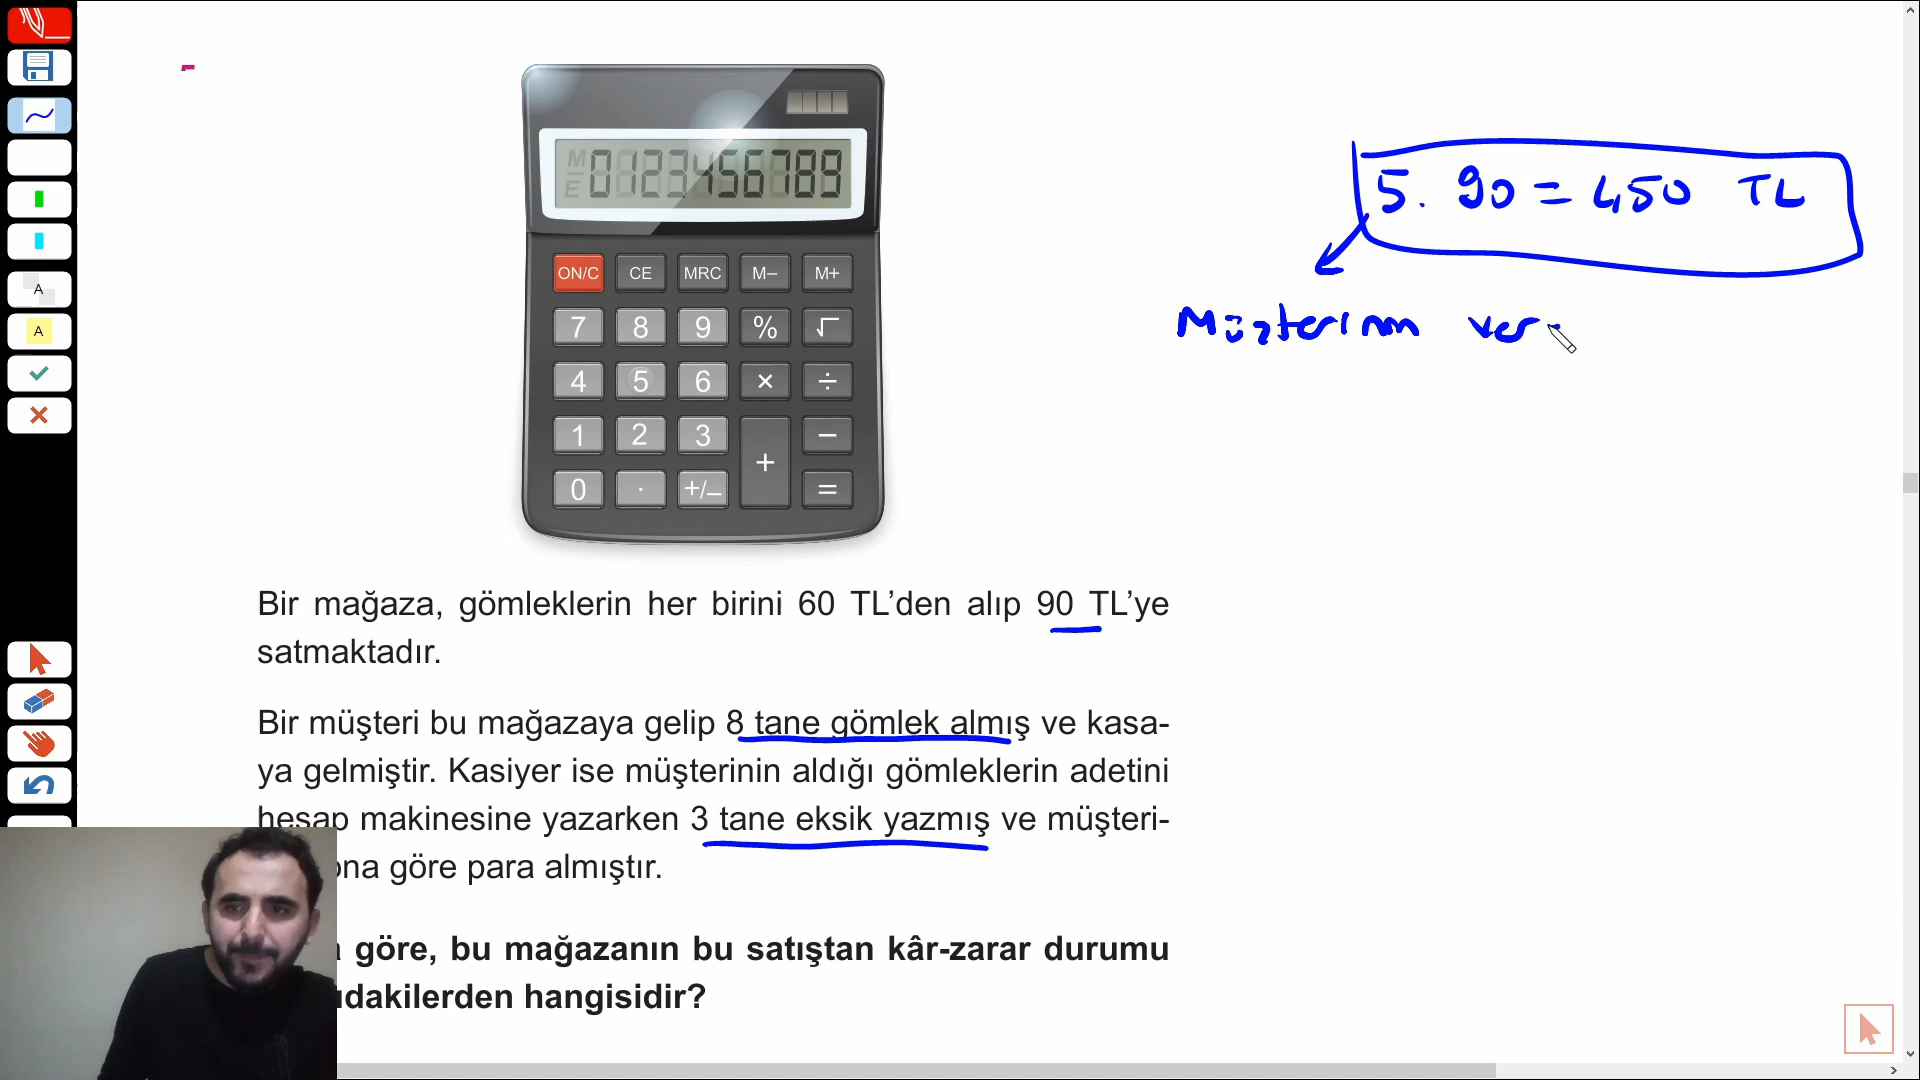 M
E
0123456789
ON/C CE MRC M– M+
7 8 9 % √
4 5 6 × ÷
1 2 3 –
+
0 · +/– =
5. 90 = 450 TL
Müşterinin ver
Bir mağaza, gömleklerin her birini 60 TL’den alıp 90 TL’ye
satmaktadır.
Bir müşteri bu mağazaya gelip 8 tane gömlek almış ve kasa-
ya gelmiştir. Kasiyer ise müşterinin aldığı gömleklerin adetini
hesap makinesine yazarken 3 tane eksik yazmış ve müşteri-
ona göre para almıştır.
göre, bu mağazanın bu satıştan kâr-zarar durumu
hangisidir?
A
A